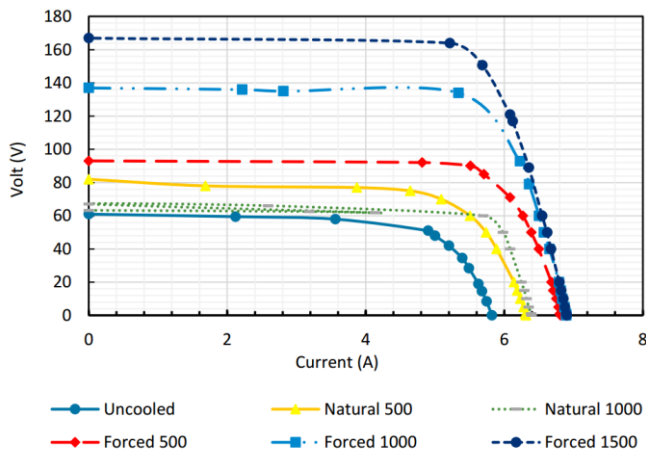 180
160
140
120
100
80
60
40
20
0
Volt (V)
0 2 4 6 8
Current (A)
Uncooled Natural 500 Natural 1000
Forced 500 Forced 1000 Forced 1500